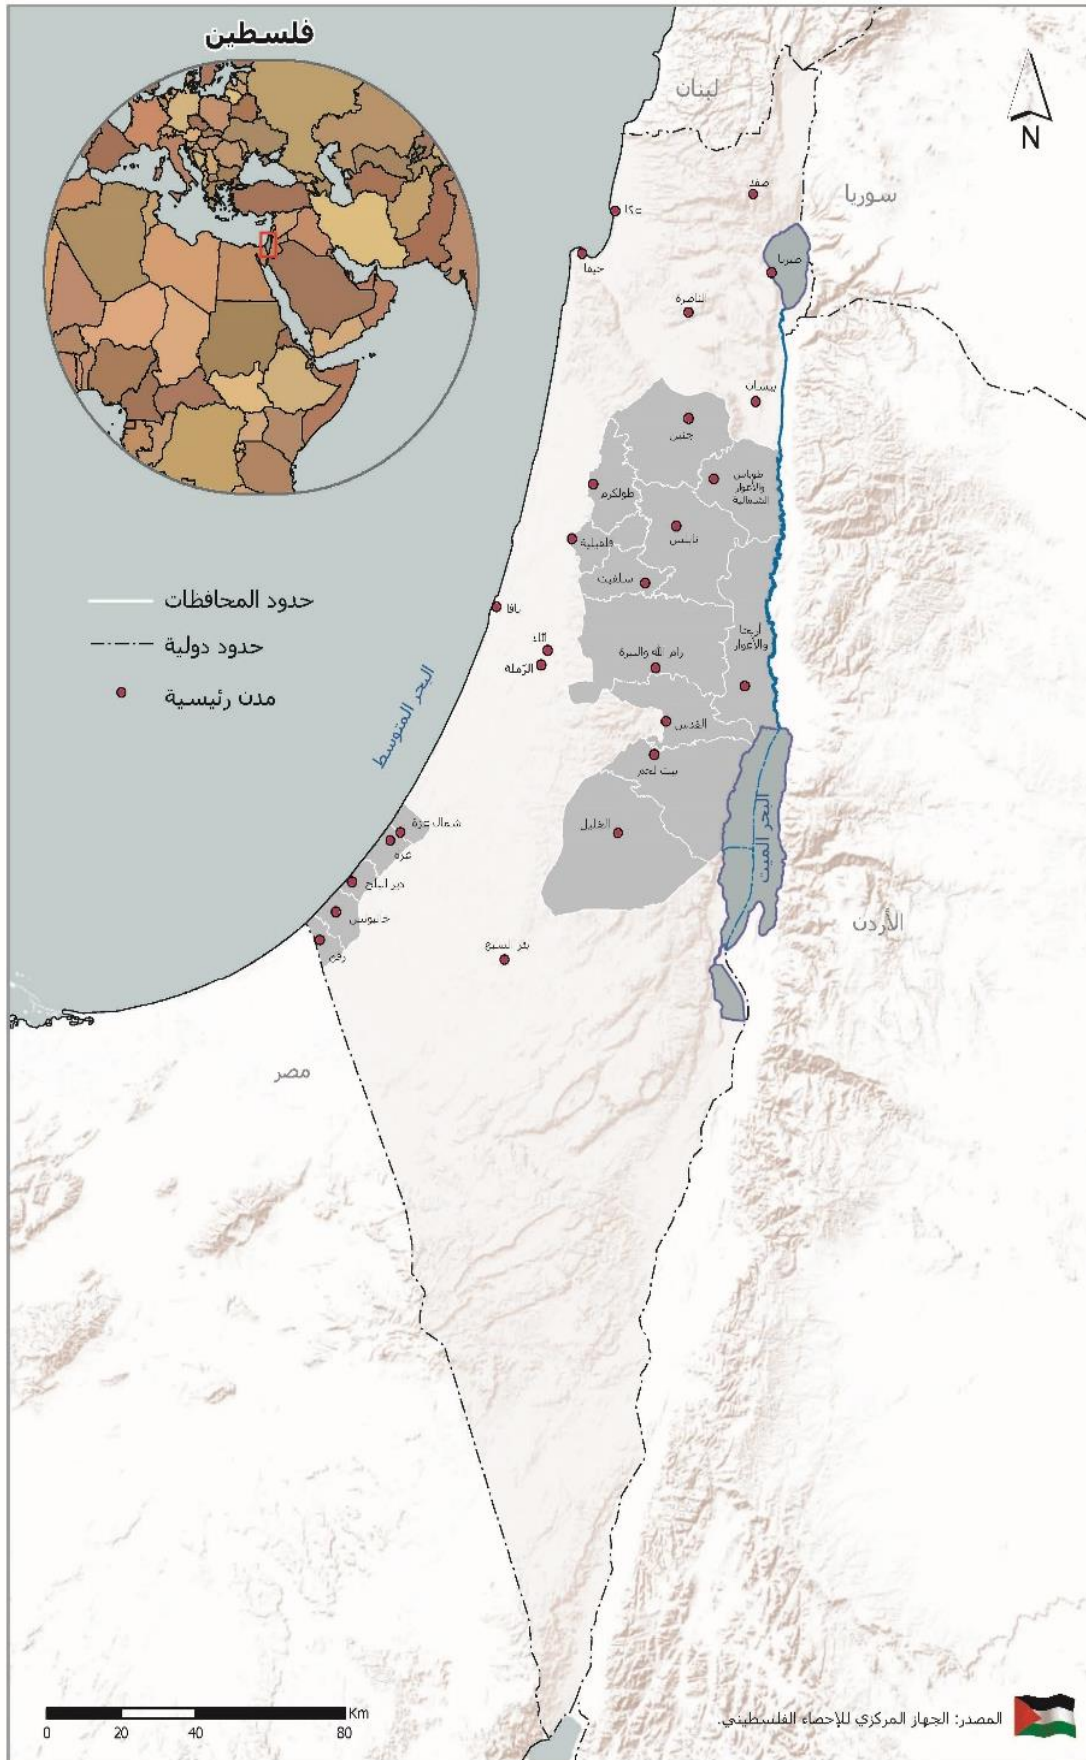 فلسطين
لبنان
سوريا
صفد
عكا
حيفا
طبريا
الناصرة
بيسان
جنين
طوباس
والأغوار
الشمالية
طولكرم
نابلس
قلقيلية
سلفيت
حدود المحافظات
حدود دولية
مدن رئيسية
يافا
اللد
الرملة
رام الله والبيرة
أريحا
والأغوار
البحر المتوسط
القدس
بيت لحم
البحر الميت
الخليل
شمال غزة
غزة
دير البلح
خانيونس
رفح
بئر السبع
الأردن
مصر
N
Km
0 20 40 80
المصدر: الجهاز المركزي للإحصاء الفلسطيني.